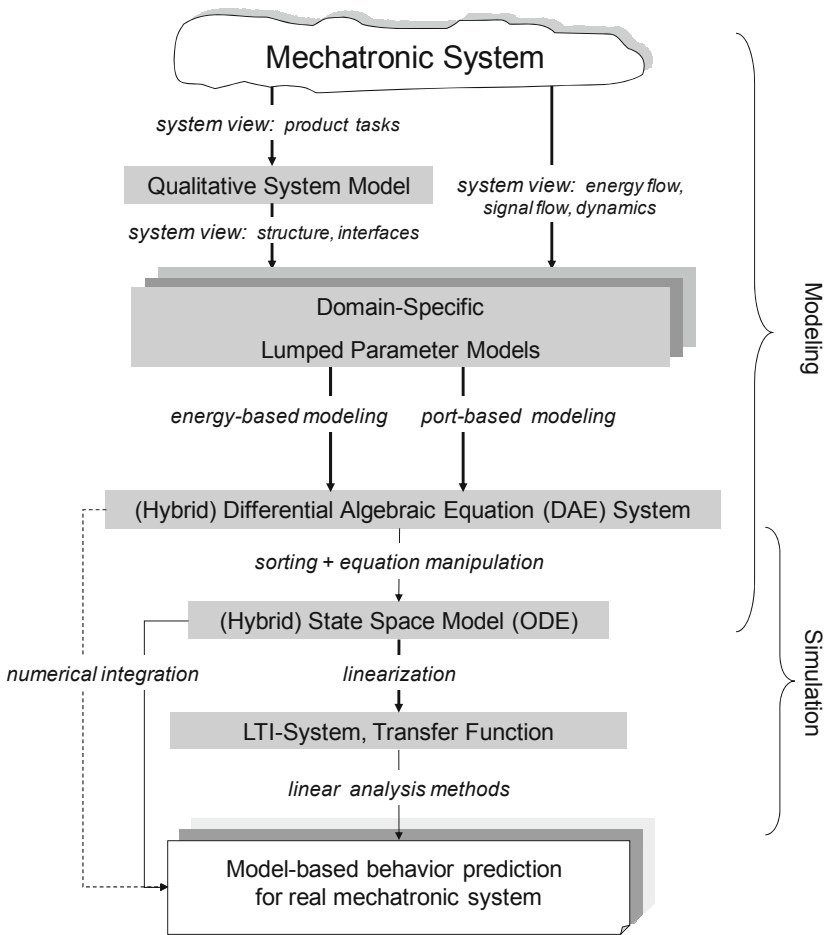 Mechatronic System
system view: product tasks
Qualitative System Model
system view: energy flow,
signal flow, dynamics
system view: structure, interfaces
Domain-Specific
Lumped Parameter Models
energy-based modeling
port-based modeling
(Hybrid) Differential Algebraic Equation (DAE) System
sorting + equation manipulation
(Hybrid) State Space Model (ODE)
numerical integration
linearization
LTI-System, Transfer Function
linear analysis methods
Model-based behavior prediction
for real mechatronic system
Modeling
Simulation